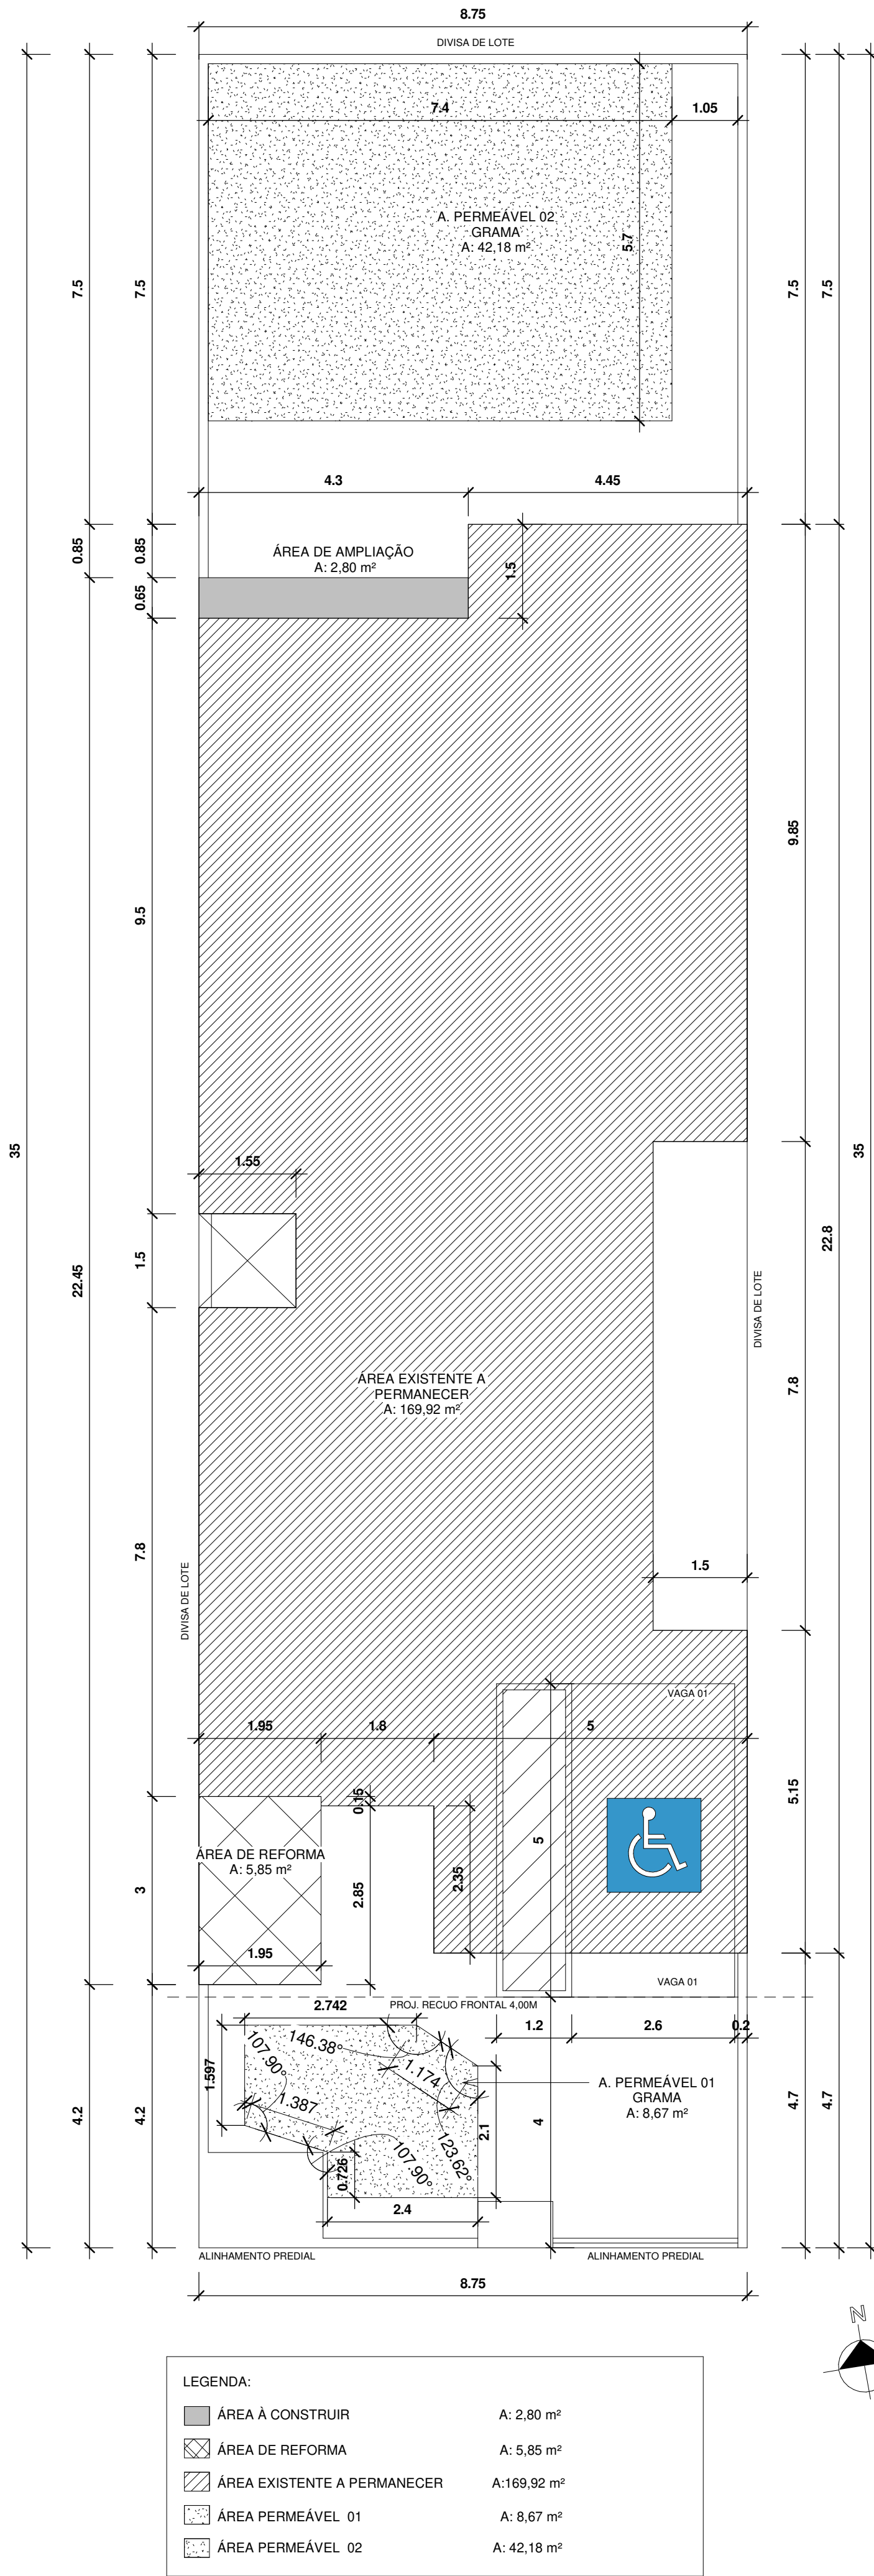 8.75
DIVISA DE LOTE
7.4
1.05
A. PERMEÁVEL 02
GRAMA
A: 42,18 m²
5.7
7.5
7.5
7.5
7.5
4.3
4.45
0.85
0.85
ÁREA DE AMPLIAÇÃO
A: 2,80 m²
1.5
0.65
9.85
9.5
35
35
1.55
22.45
1.5
22.8
DIVISA DE LOTE
ÁREA EXISTENTE A
PERMANECER
A: 169,92 m²
7.8
7.8
DIVISA DE LOTE
1.5
VAGA 01
1.95
1.8
5
0.15
5.15
5
ÁREA DE REFORMA
A: 5,85 m²
2.35
2.85
3
1.95
VAGA 01
2.742
PROJ. RECUO FRONTAL 4,00M
1.2
2.6
0.2
107.90°
146.38°
1.597
1.174
1.387
A. PERMEÁVEL 01
GRAMA
A: 8,67 m²
4.2
4.2
2.1
4
4.7
4.7
123.62°
107.90°
0.726
2.4
ALINHAMENTO PREDIAL
ALINHAMENTO PREDIAL
8.75
N
LEGENDA:
ÁREA À CONSTRUIR A: 2,80 m²
ÁREA DE REFORMA A: 5,85 m²
ÁREA EXISTENTE A PERMANECER A:169,92 m²
ÁREA PERMEÁVEL 01 A: 8,67 m²
ÁREA PERMEÁVEL 02 A: 42,18 m²